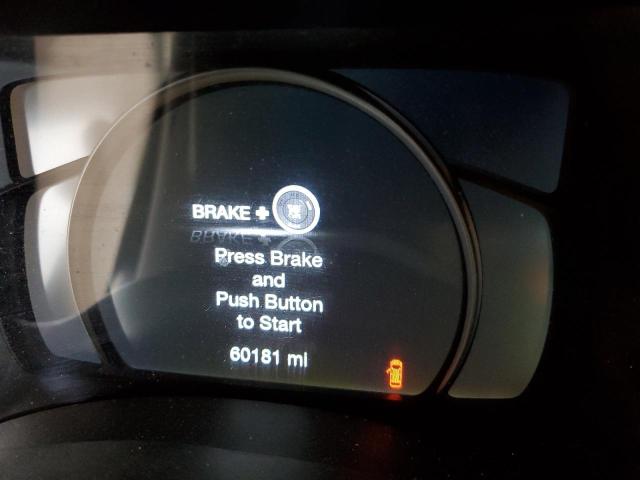 BRAKE +
Press Brake
and
Push Button
to Start
60181 mi